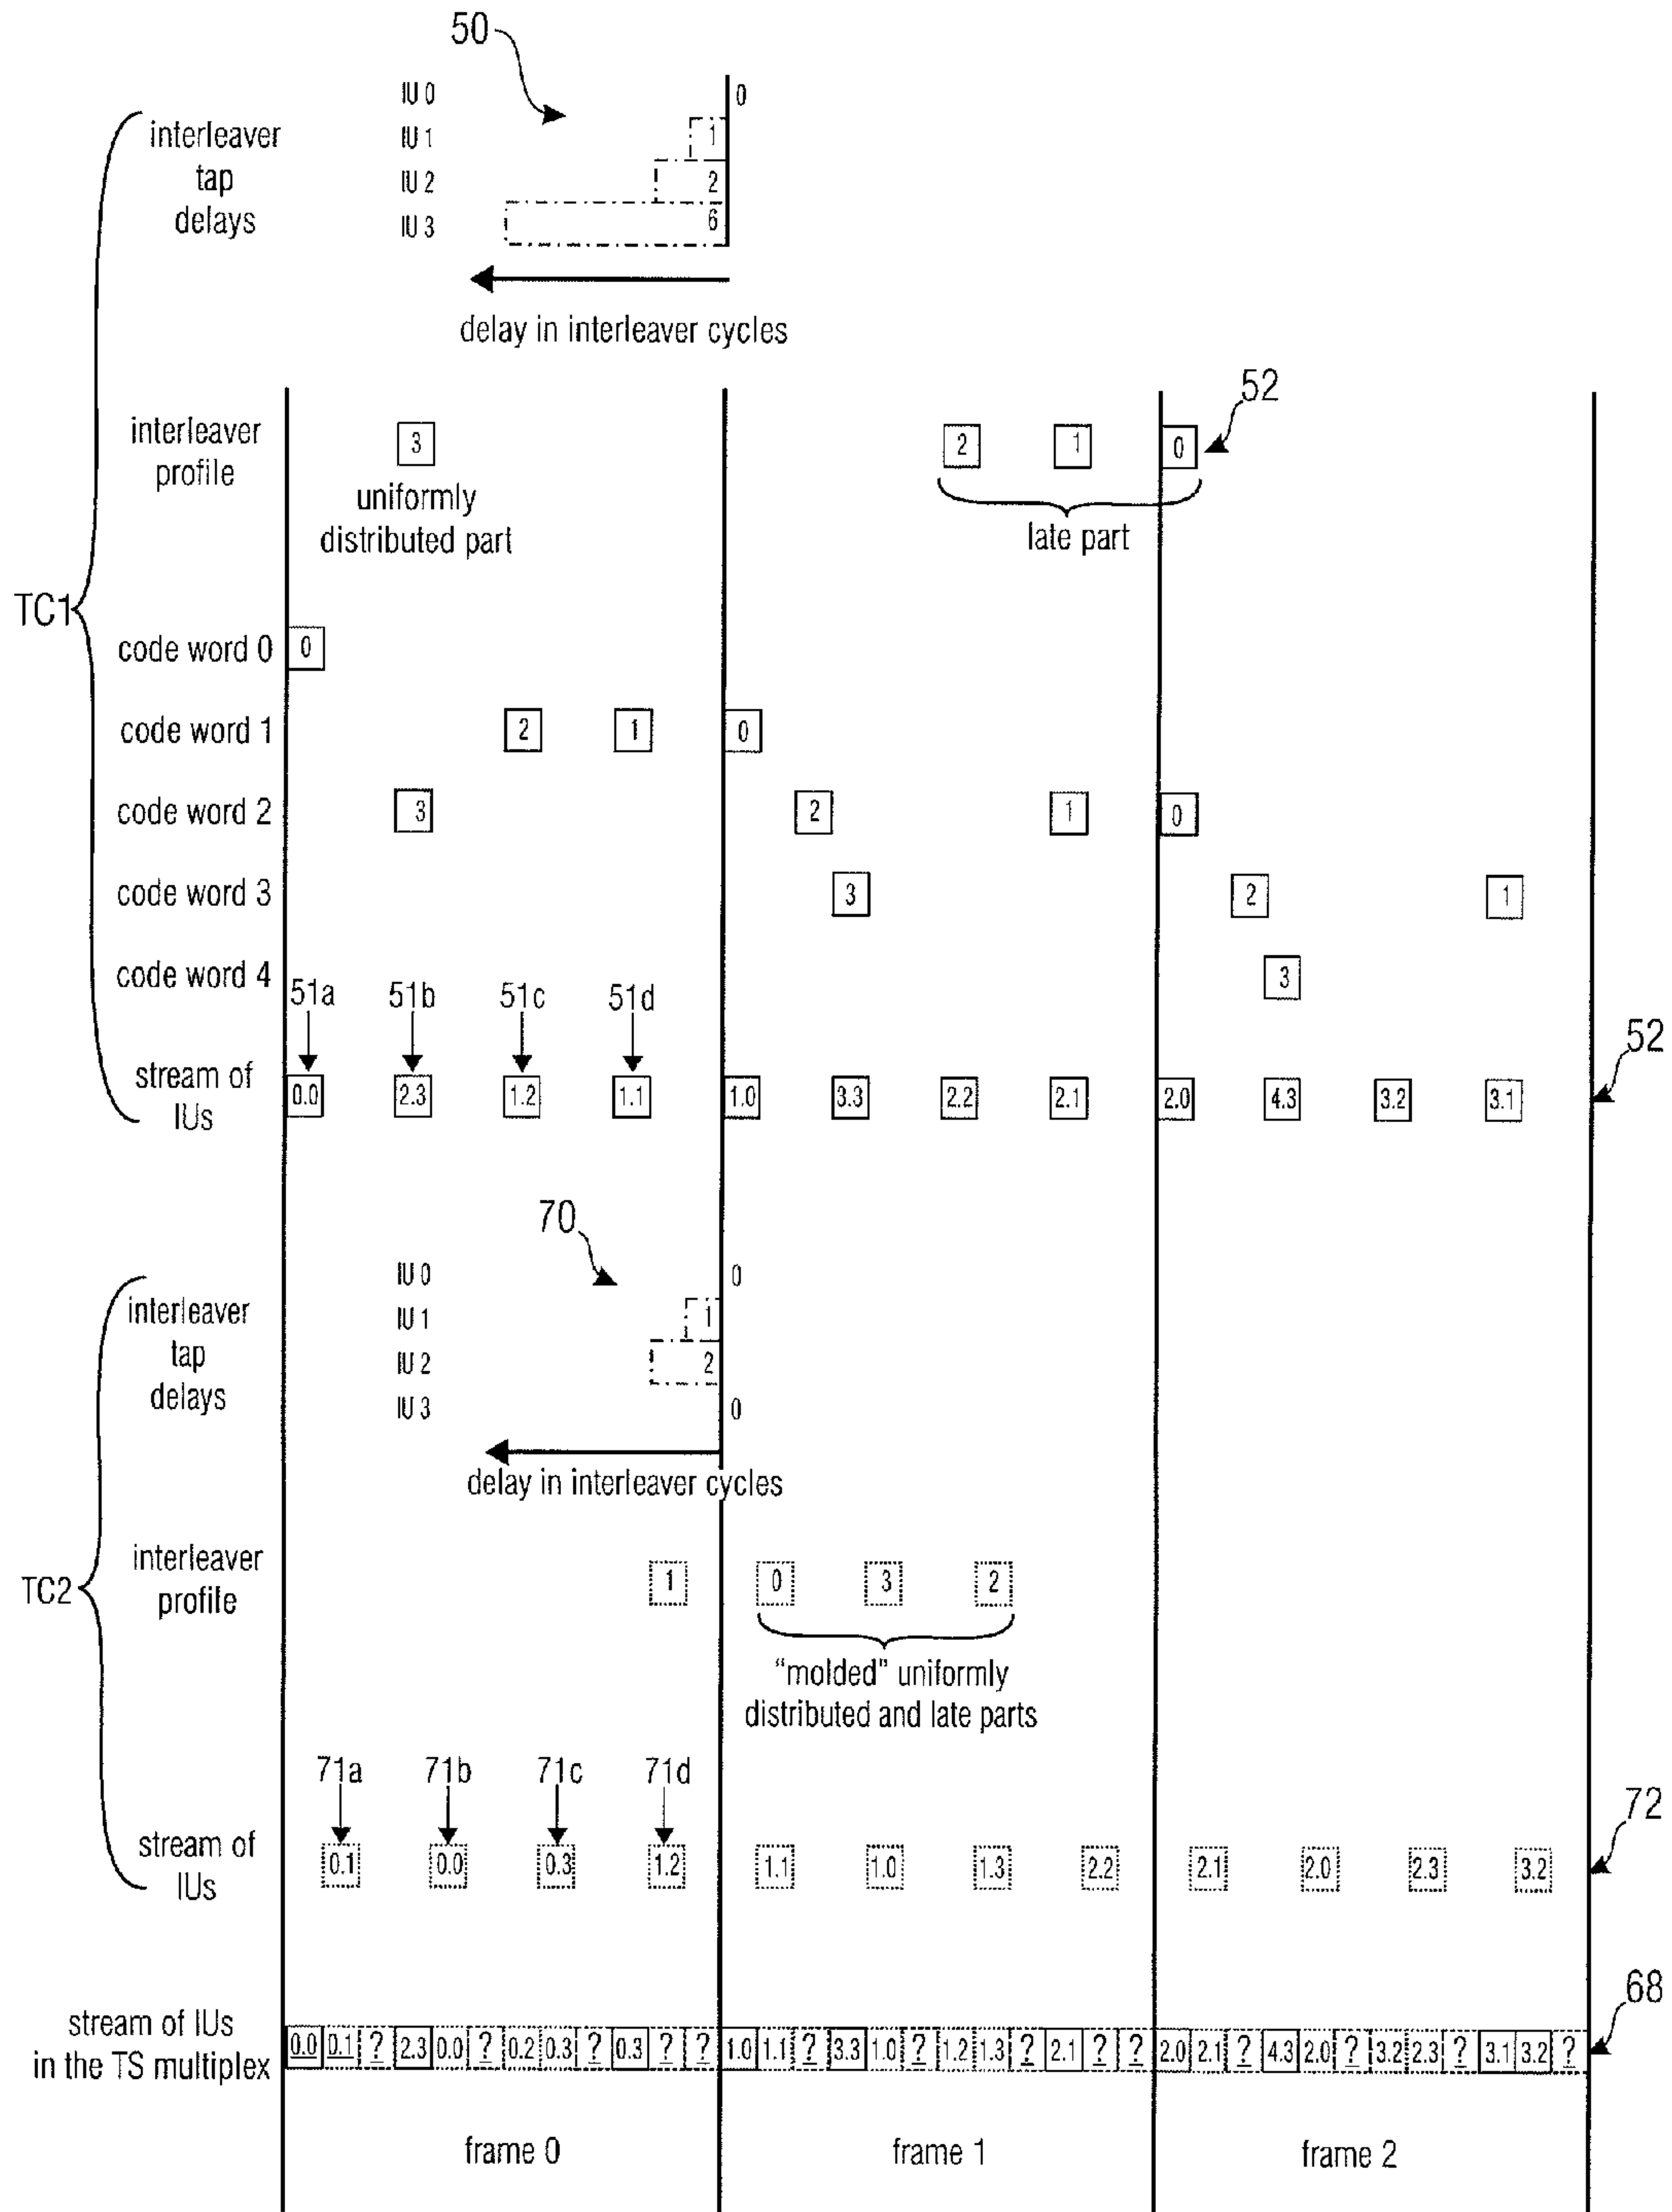 50
IU 0 0
interleaver
tap
delays
IU 1 1
IU 2 2
IU 3 6
delay in interleaver cycles
52
interleaver
profile
3 2 1 0
uniformly
distributed part
late part
TC1
code word 0 0
code word 1 2 1 0
code word 2 3 2 1 0
code word 3 3 2 1
code word 4 3
51a 51b 51c 51d
52
stream of
IUs
0.0 2.3 1.2 1.1 1.0 3.3 2.2 2.1 2.0 4.3 3.2 3.1
70
IU 0 0
interleaver
tap
delays
IU 1 1
IU 2 2
IU 3 0
delay in interleaver cycles
TC2
interleaver
profile
1 0 3 2
"molded" uniformly
distributed and late parts
71a 71b 71c 71d
72
stream of
IUs
0.1 0.0 0.3 1.2 1.1 1.0 1.3 2.2 2.1 2.0 2.3 3.2
68
stream of IUs
in the TS multiplex
0.0 0.1 ? 2.3 0.0 ? 0.2 0.3 ? 0.3 ? ? 1.0 1.1 ? 3.3 1.0 ? 1.2 1.3 ? 2.1 ? ? 2.0 2.1 ? 4.3 2.0 ? 3.2 2.3 ? 3.1 3.2 ?
frame 0 frame 1 frame 2